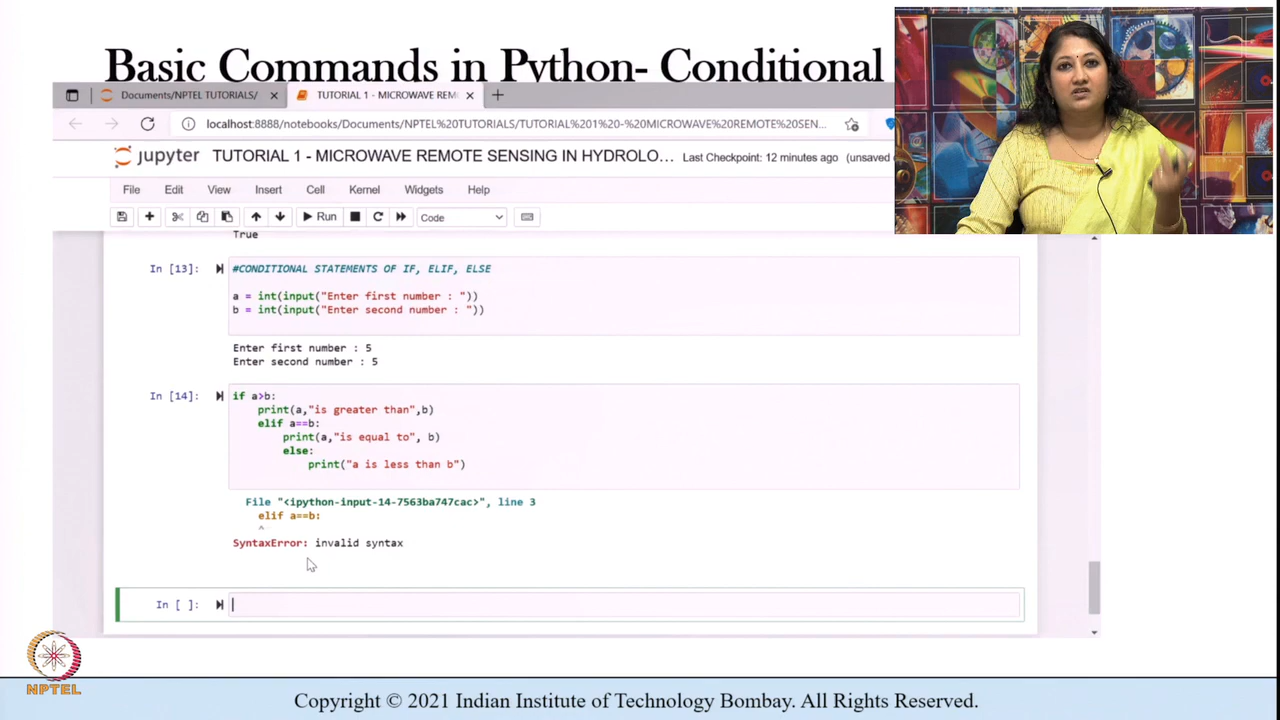 Basic Commands in Python- Conditional
Documents/NPTEL TUTORIALS/
TUTORIAL 1 - MICROWAVE REM
localhost:8888/notebooks/Documents/NPTEL%20TUTORIAL/TUTORIAL%201%20-%20MICROWAVE%20REMOTE%20SEN...
jupyter TUTORIAL 1 - MICROWAVE REMOTE SENSING IN HYDROLO... Last Checkpoint: 12 minutes ago (unsaved
File Edit View Insert Cell Kernel Widgets Help
Run Code
True
In [13]: #CONDITIONAL STATEMENTS OF IF, ELIF, ELSE
a = int(input("Enter first number : "))
b = int(input("Enter second number : "))
Enter first number : 5
Enter second number : 5
In [14]: if a>b:
print(a,"is greater than",b)
elif a==b:
print(a,"is equal to", b)
else:
print("a is less than b")
File "<ipython-input-14-7563ba747cac>", line 3
elif a==b:
^
SyntaxError: invalid syntax
In [ ]:
NPTEL
Copyright © 2021 Indian Institute of Technology Bombay. All Rights Reserved.